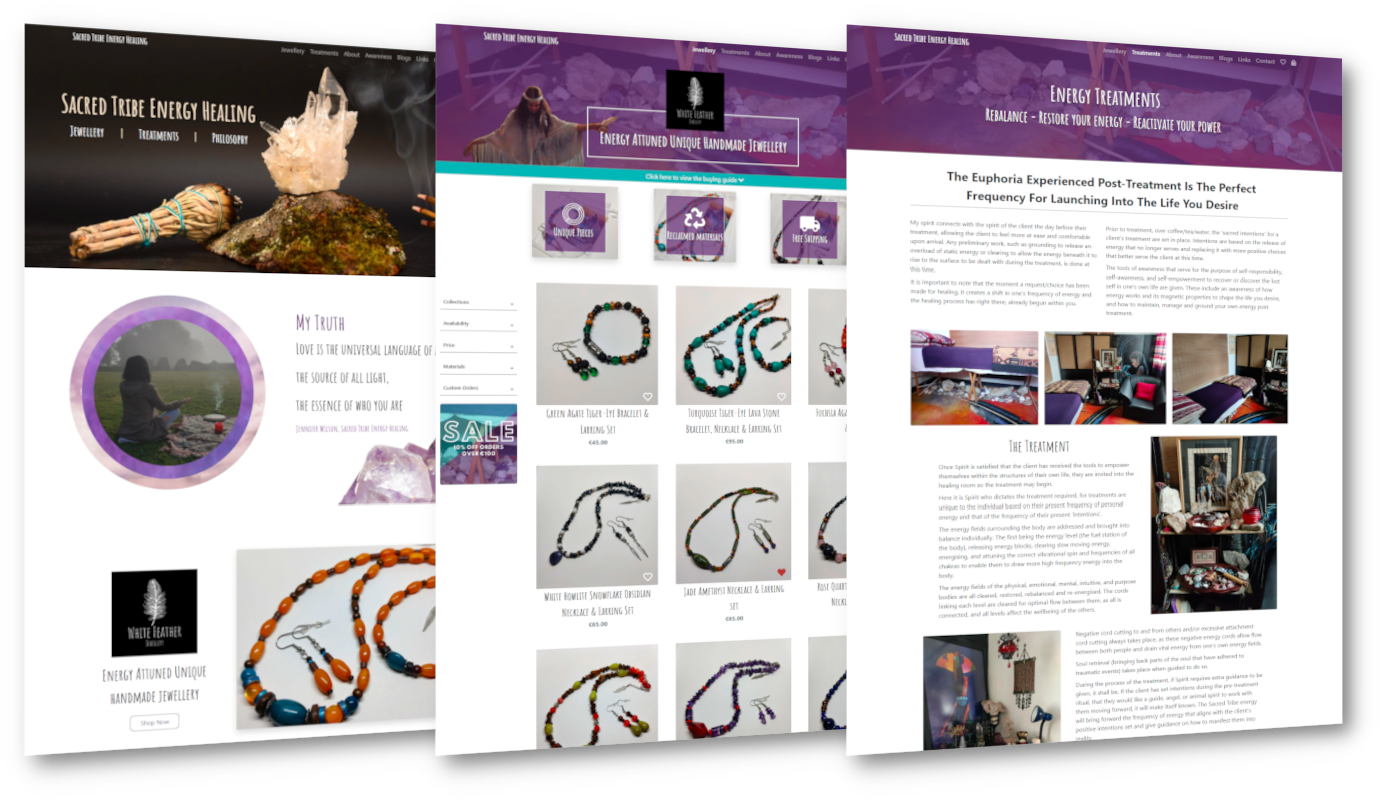 Sacred Tribe Energy Healing
Jewellery Treatments About Awareness Blogs Links
Sacred Tribe Energy Healing
Jewellery | Treatments | Philosophy
My Truth
Love is the universal language of
the source of all light,
the essence of who you are
Jennifer Wilson, Sacred Tribe Energy Healing
White Feather
Jewellery
Energy Attuned Unique
handmade Jewellery
Shop Now
Sacred Tribe Energy Healing
Jewellery Treatments About Awareness Blogs Links
White Feather
Jewellery
Energy Attuned Unique Handmade Jewellery
Click here to view the buying guide
Unique Pieces
Reclaimed materials
Free Shipping
Collections
Availability
Price
Materials
Custom Orders
SALE
10% OFF ORDERS
OVER €100
Green Agate Tiger-Eye Bracelet &
Earring Set
€45.00
Turquoise Tiger-Eye Lava Stone
Bracelet, Necklace & Earring Set
€95.00
Fuchsia Aga
White Howlite Snowflake Obsidian
Necklace & Earring Set
€65.00
Jade Amethyst Necklace & Earring
set
€85.00
Rose Quart
Neckl
Sacred Tribe Energy Healing
Jewellery Treatments About Awareness Blogs Links Contact
Energy Treatments
Rebalance - Restore your energy - Reactivate your power
The Euphoria Experienced Post-Treatment Is The Perfect
Frequency For Launching Into The Life You Desire
My spirit connects with the spirit of the client the day before their
treatment, allowing the client to feel more at ease and comfortable
upon arrival. Any preliminary work, such as grounding to release an
overload of static energy or clearing to allow the energy beneath it to
rise to the surface to be dealt with during the treatment, is done at
this time.
It is important to note that the moment a request/choice has been
made for healing, it creates a shift in one's frequency of energy and
the healing process has right there, already begun within you.
Prior to treatment, over coffee/tea/water, the 'sacred intentions' for a
client's treatment are set in place. Intentions are based on the release of
energy that no longer serves and replacing it with more positive choices
that better serve the client at this time.
The tools of awareness that serve for the purpose of self-responsibility,
self-awareness, and self-empowerment to recover or discover the lost
self in one's own life are given. These include an awareness of how
energy works and its magnetic properties to shape the life you desire,
and how to maintain, manage and ground your own energy post
treatment.
The Treatment
Once Spirit is satisfied that the client has received the tools to empower
themselves within the structures of their own life, they are invited into the
healing room so the treatment may begin.
Here it is Spirit who dictates the treatment required, for treatments are
unique to the individual based on their present frequency of personal
energy and that of the frequency of their present 'intentions'.
The energy fields surrounding the body are addressed and brought into
balance individually. The first being the energy level (the fuel station of
the body), releasing energy blocks, clearing slow moving energy,
energising, and attuning the correct vibrational spin and frequencies of all
chakras to enable them to draw more high frequency energy into the
body.
The energy fields of the physical, emotional, mental, intuitive, and purpose
bodies are all cleared, restored, rebalanced and re-energised. The cords
linking each level are cleared for optimal flow between them, as all is
connected, and all levels affect the wellbeing of the others.
Negative cord cutting to and from others and/or excessive attachment
cord cutting always takes place, as these negative energy cords allow flow
between both people and drain vital energy from one's own energy fields.
Soul retrieval (bringing back parts of the soul that have adhered to
traumatic events) takes place when guided to do so.
During the process of the treatment, if Spirit requires extra guidance to be
given, it shall be. If the client has set intentions during the pre-treatment
ritual, that they would like a guide, angel, or animal spirit to work with
them moving forward, it will make itself known. The Sacred Tribe energy
will bring forward the frequency of energy that aligns with the client's
positive intentions set and give guidance on how to manifest them into
reality.